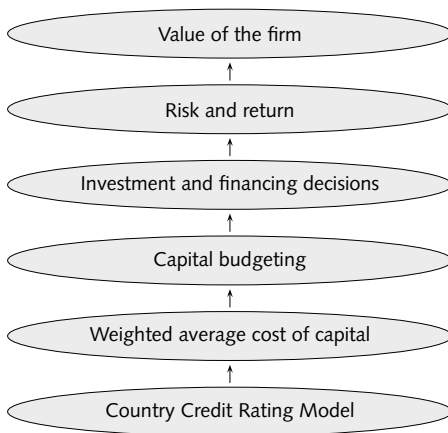 Value of the firm
Risk and return
Investment and financing decisions
Capital budgeting
Weighted average cost of capital
Country Credit Rating Model